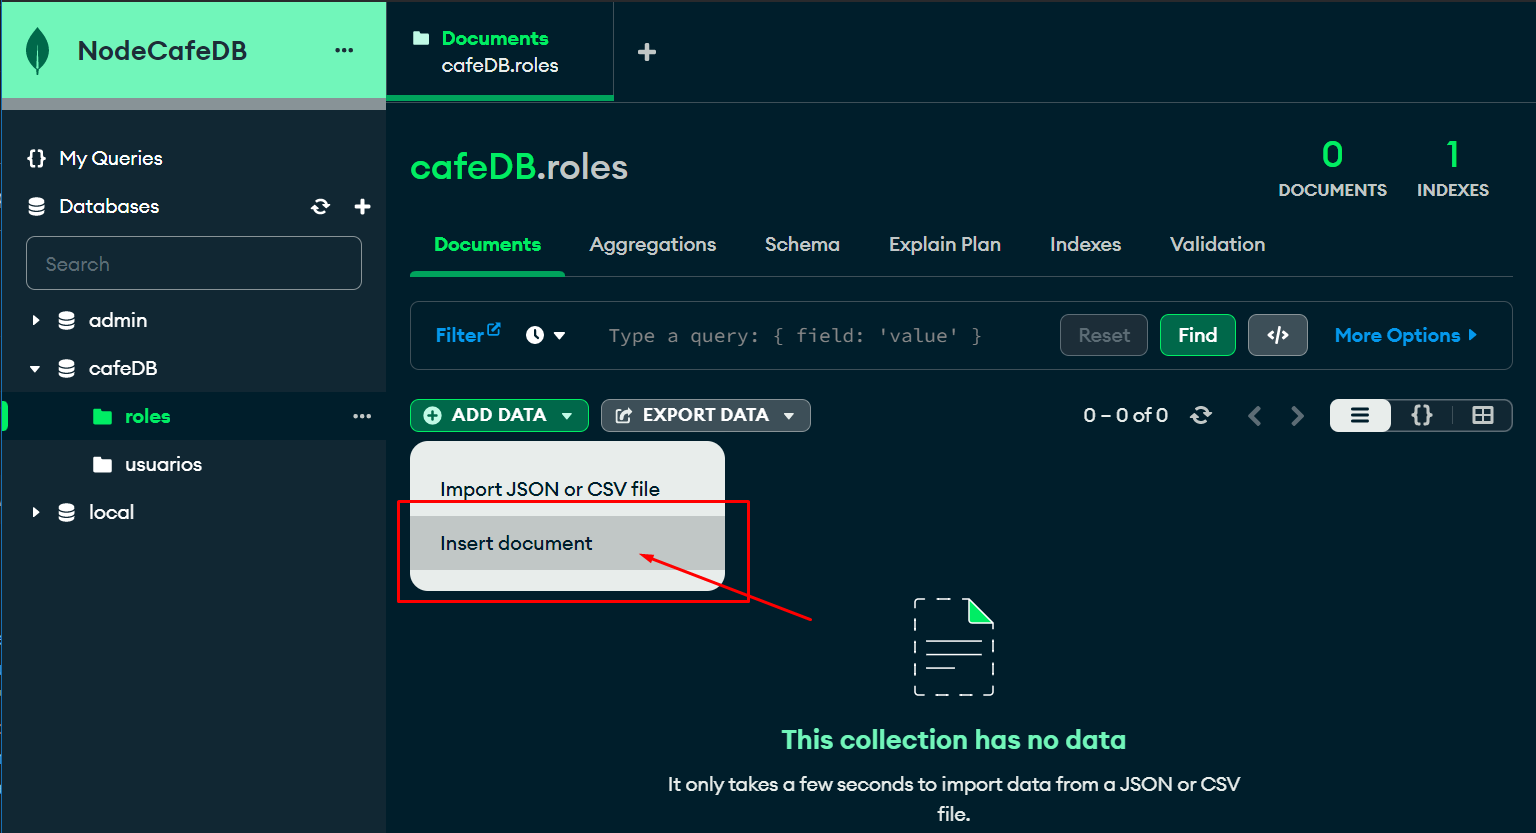 NodeCafeDB
Documents
cafeDB.roles
My Queries
Databases
Search
admin
cafeDB
roles
usuarios
local
cafeDB.roles
0
DOCUMENTS
1
INDEXES
Documents Aggregations Schema Explain Plan Indexes Validation
Filter Type a query: { field: 'value' } Reset Find </> More Options
ADD DATA EXPORT DATA 0 – 0 of 0 {}
Import JSON or CSV file
Insert document
This collection has no data
It only takes a few seconds to import data from a JSON or CSV
file.